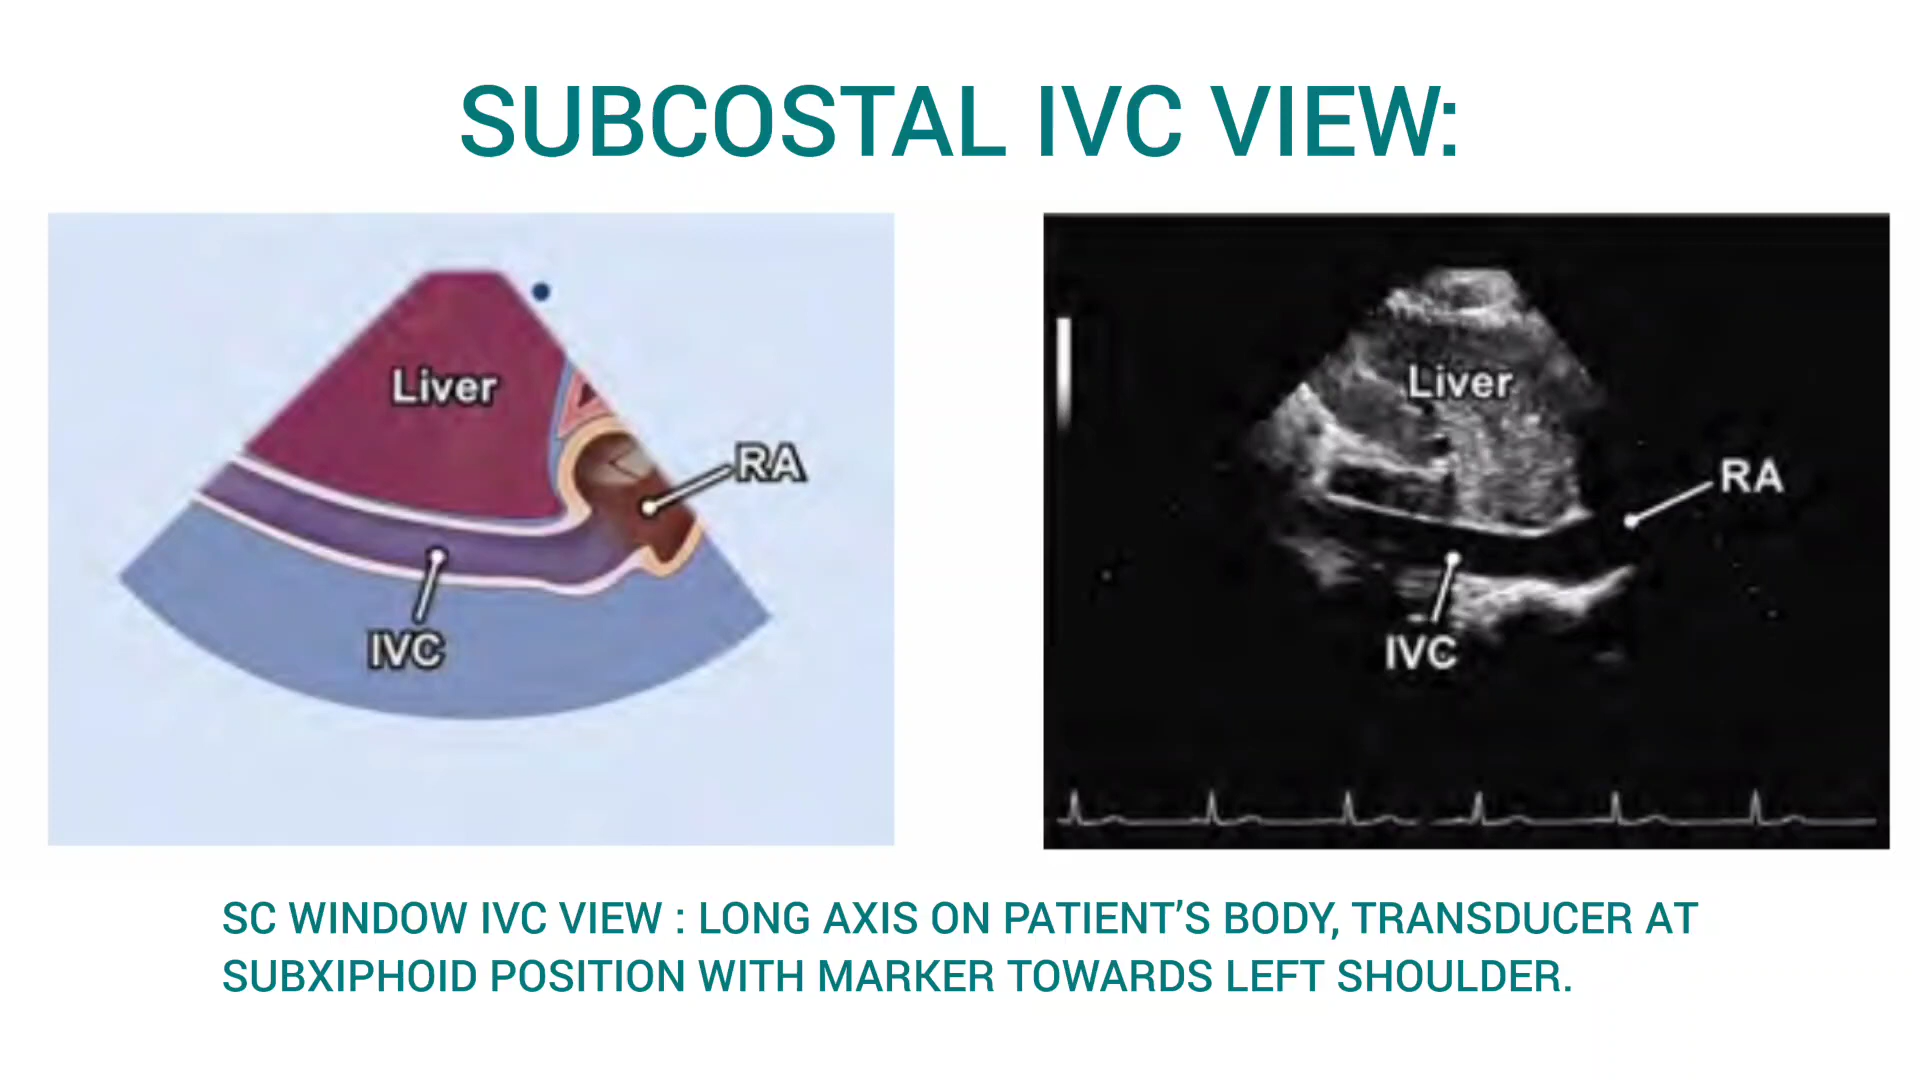 SUBCOSTAL IVC VIEW:
Liver
RA
IVC
Liver
RA
IVC
SC WINDOW IVC VIEW : LONG AXIS ON PATIENT'S BODY, TRANSDUCER AT
SUBXIPHOID POSITION WITH MARKER TOWARDS LEFT SHOULDER.